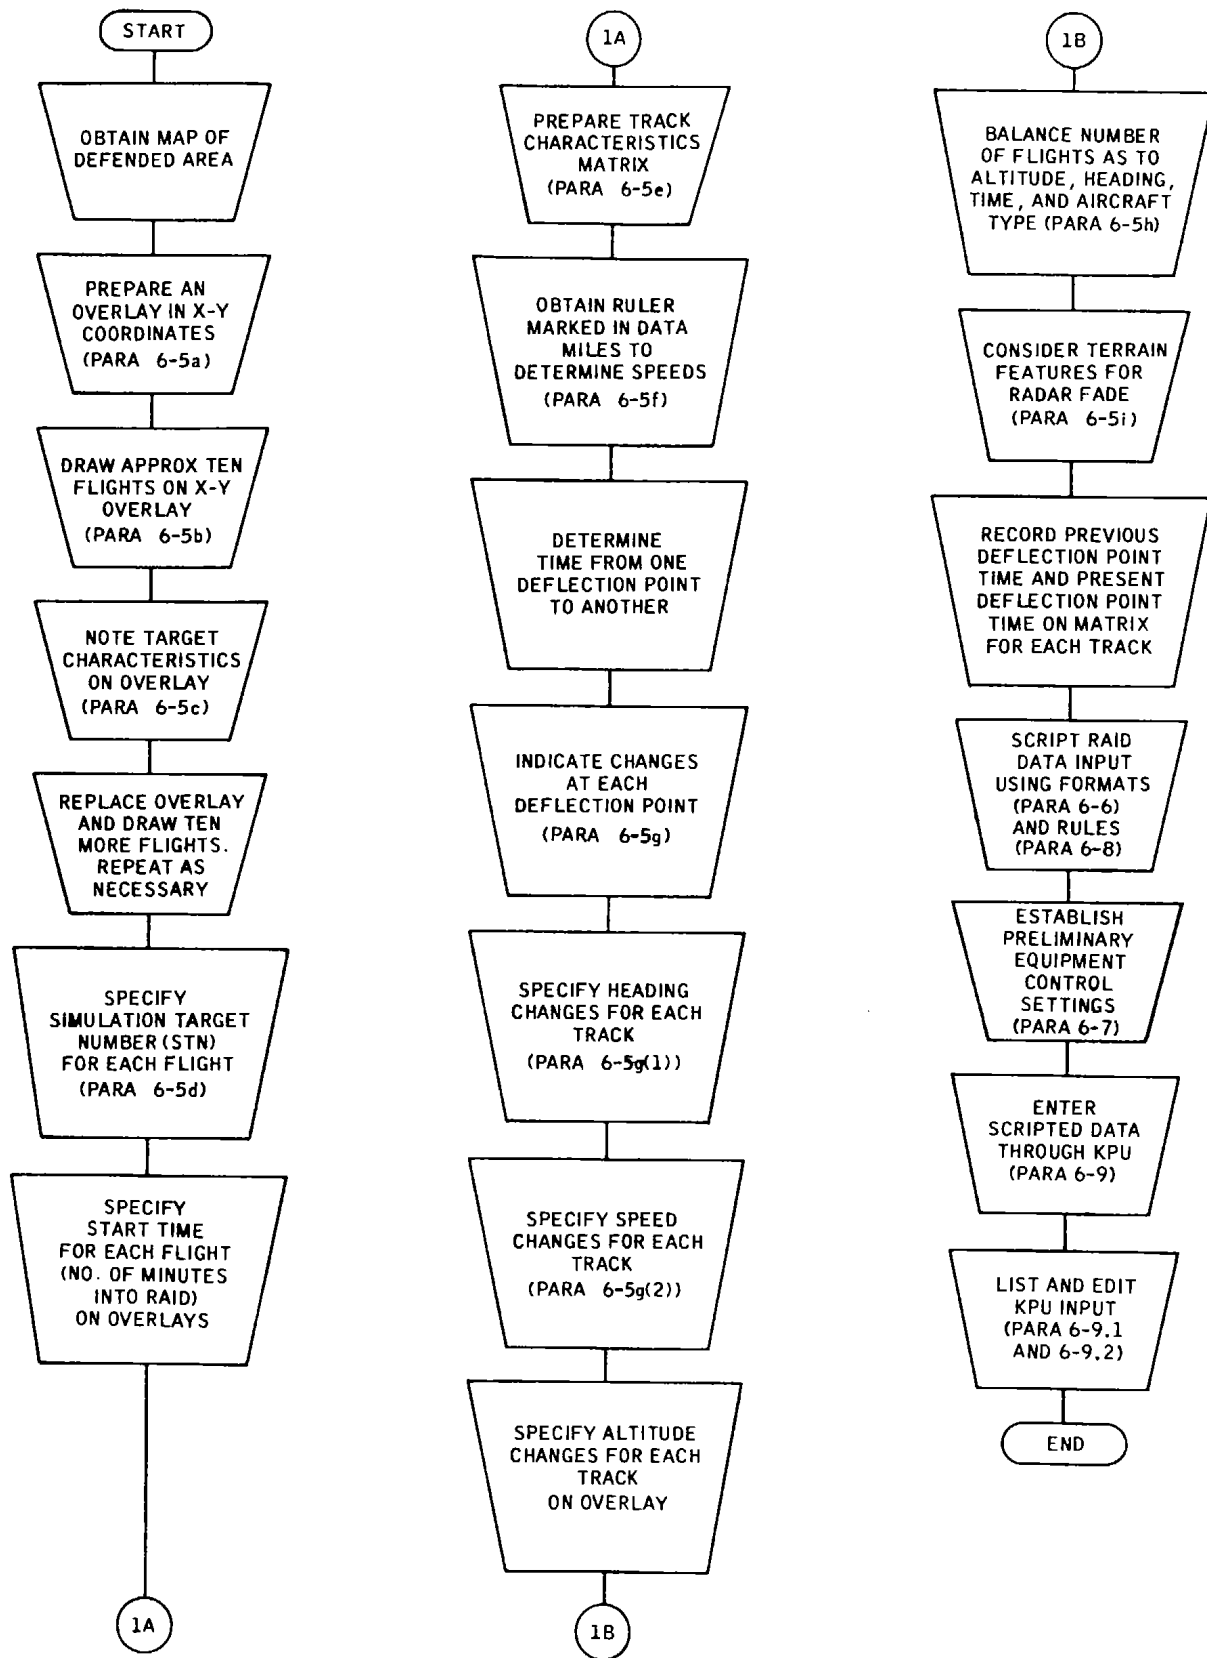 START
OBTAIN MAP OF
DEFENDED AREA
PREPARE AN
OVERLAY IN X-Y
COORDINATES
(PARA 6-5a)
DRAW APPROX TEN
FLIGHTS ON X-Y
OVERLAY
(PARA 6-5b)
NOTE TARGET
CHARACTERISTICS
ON OVERLAY
(PARA 6-5c)
REPLACE OVERLAY
AND DRAW TEN
MORE FLIGHTS.
REPEAT AS
NECESSARY
SPECIFY
SIMULATION TARGET
NUMBER (STN)
FOR EACH FLIGHT
(PARA 6-5d)
SPECIFY
START TIME
FOR EACH FLIGHT
(NO. OF MINUTES
INTO RAID)
ON OVERLAYS
1A
1A
PREPARE TRACK
CHARACTERISTICS
MATRIX
(PARA 6-5e)
OBTAIN RULER
MARKED IN DATA
MILES TO
DETERMINE SPEEDS
(PARA 6-5f)
DETERMINE
TIME FROM ONE
DEFLECTION POINT
TO ANOTHER
INDICATE CHANGES
AT EACH
DEFLECTION POINT
(PARA 6-5g)
SPECIFY HEADING
CHANGES FOR EACH
TRACK
(PARA 6-5g(1))
SPECIFY SPEED
CHANGES FOR EACH
TRACK
(PARA 6-5g(2))
SPECIFY ALTITUDE
CHANGES FOR EACH
TRACK
ON OVERLAY
1B
1B
BALANCE NUMBER
OF FLIGHTS AS TO
ALTITUDE, HEADING,
TIME, AND AIRCRAFT
TYPE (PARA 6-5h)
CONSIDER TERRAIN
FEATURES FOR
RADAR FADE
(PARA 6-5i)
RECORD PREVIOUS
DEFLECTION POINT
TIME AND PRESENT
DEFLECTION POINT
TIME ON MATRIX
FOR EACH TRACK
SCRIPT RAID
DATA INPUT
USING FORMATS
(PARA 6-6)
AND RULES
(PARA 6-8)
ESTABLISH
PRELIMINARY
EQUIPMENT
CONTROL
SETTINGS
(PARA 6-7)
ENTER
SCRIPTED DATA
THROUGH KPU
(PARA 6-9)
LIST AND EDIT
KPU INPUT
(PARA 6-9.1
AND 6-9.2)
END